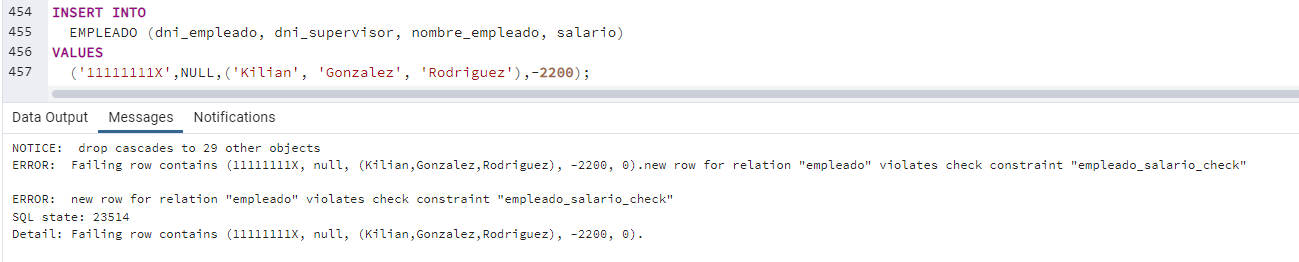 454 INSERT INTO
455 EMPLEADO (dni_empleado, dni_supervisor, nombre_empleado, salario)
456 VALUES
457 ('11111111X',NULL,('Kilian', 'Gonzalez', 'Rodriguez'),-2200);
Data Output Messages Notifications
NOTICE:  drop cascades to 29 other objects
ERROR:  Failing row contains (11111111X, null, (Kilian,Gonzalez,Rodriguez), -2200, 0).new row for relation "empleado" violates check constraint "empleado_salario_check"
ERROR:  new row for relation "empleado" violates check constraint "empleado_salario_check"
SQL state: 23514
Detail: Failing row contains (11111111X, null, (Kilian,Gonzalez,Rodriguez), -2200, 0).